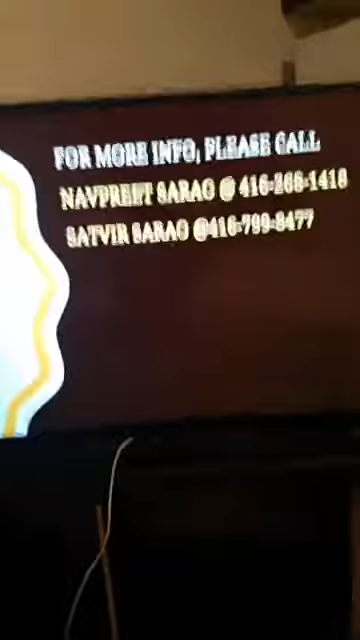 FOR MORE INFO, PLEASE CALL
NAVPREET SARAO @ 416-268-1418
SATVIR SARAO @416-799-8477